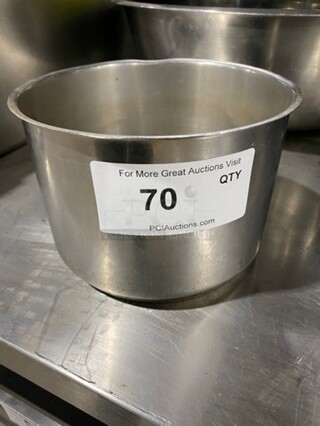 For More Great Auctions Visit
70
QTY
PCIAuctions.com